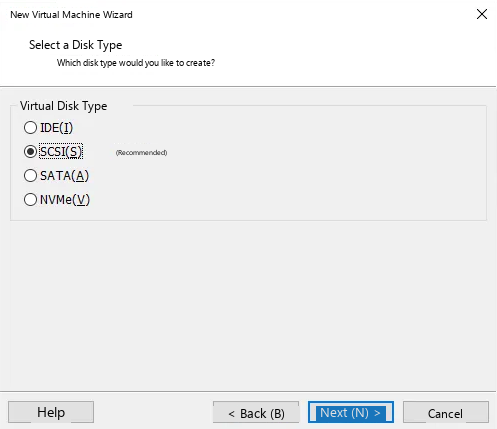 New Virtual Machine Wizard
Select a Disk Type
Which disk type would you like to create?
Virtual Disk Type
IDE(I)
SCSI(S) (Recommended)
SATA(A)
NVMe(V)
Help < Back (B) Next (N) > Cancel